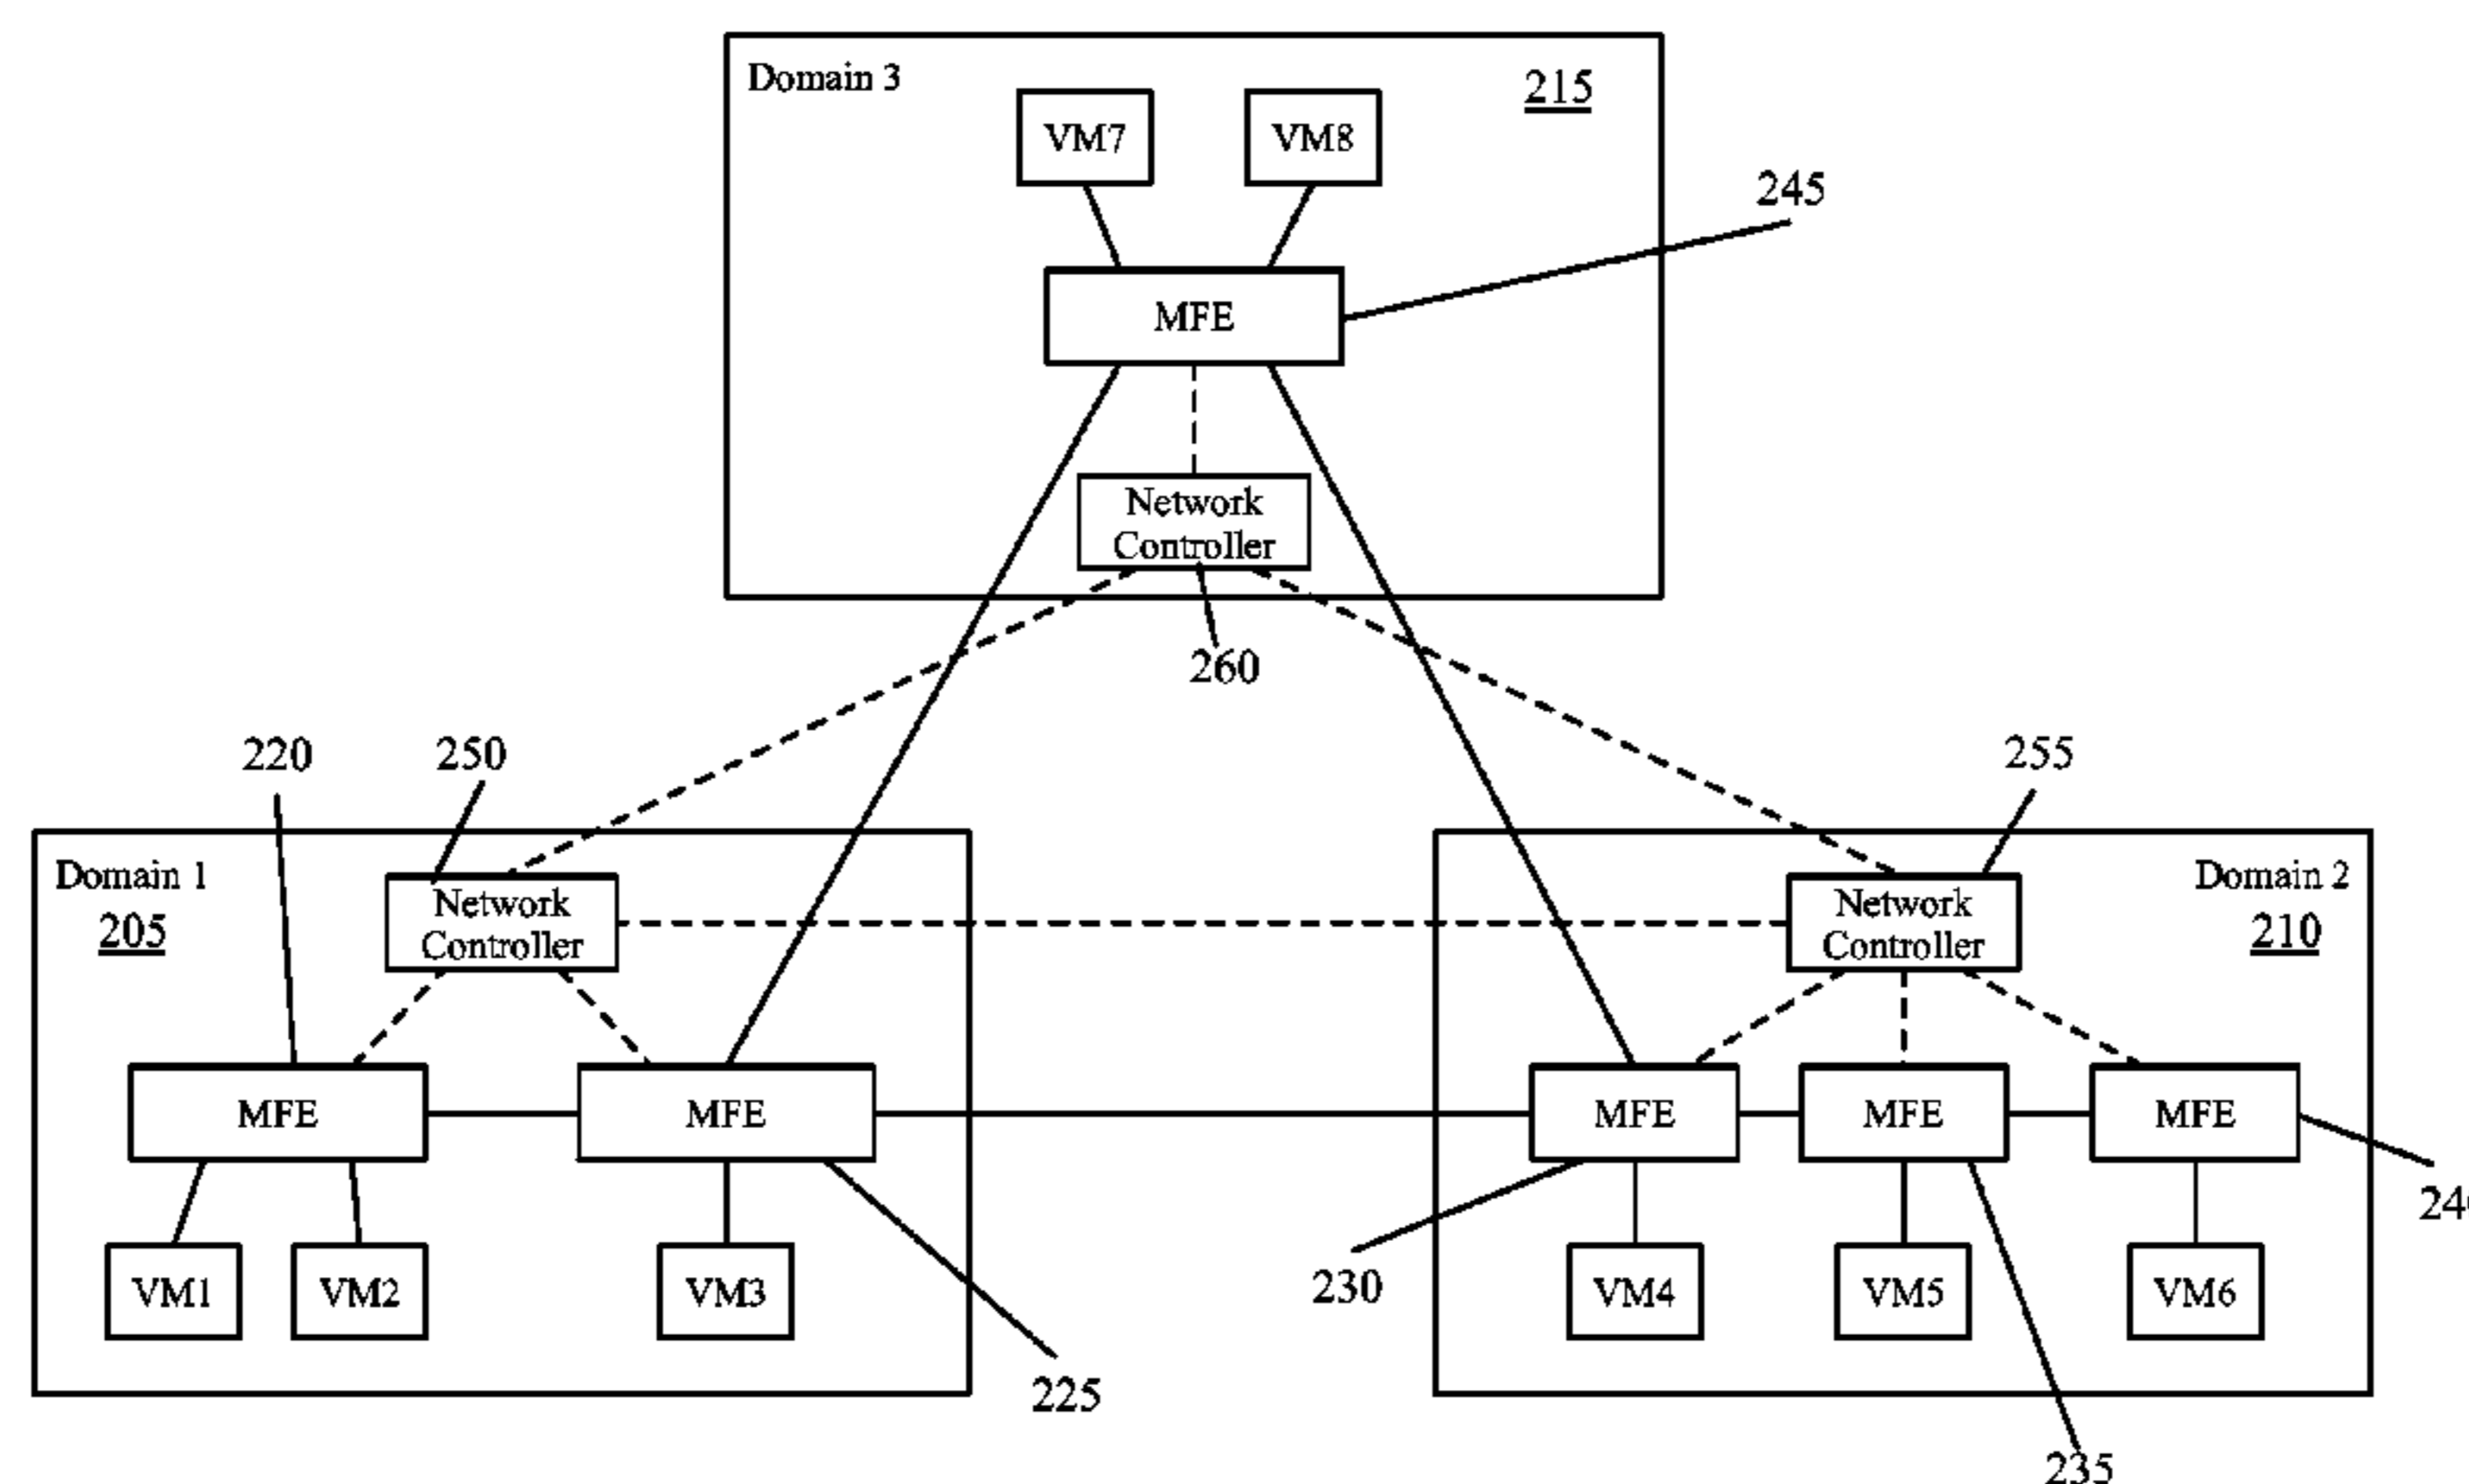 Domain 3
215
VM7
VM8
245
MFE
Network
Controller
260
220
250
255
Domain 1
205
Network
Controller
Network
Controller
Domain 2
210
MFE
MFE
MFE
MFE
MFE
230
VM1
VM2
VM3
VM4
VM5
VM6
225
235